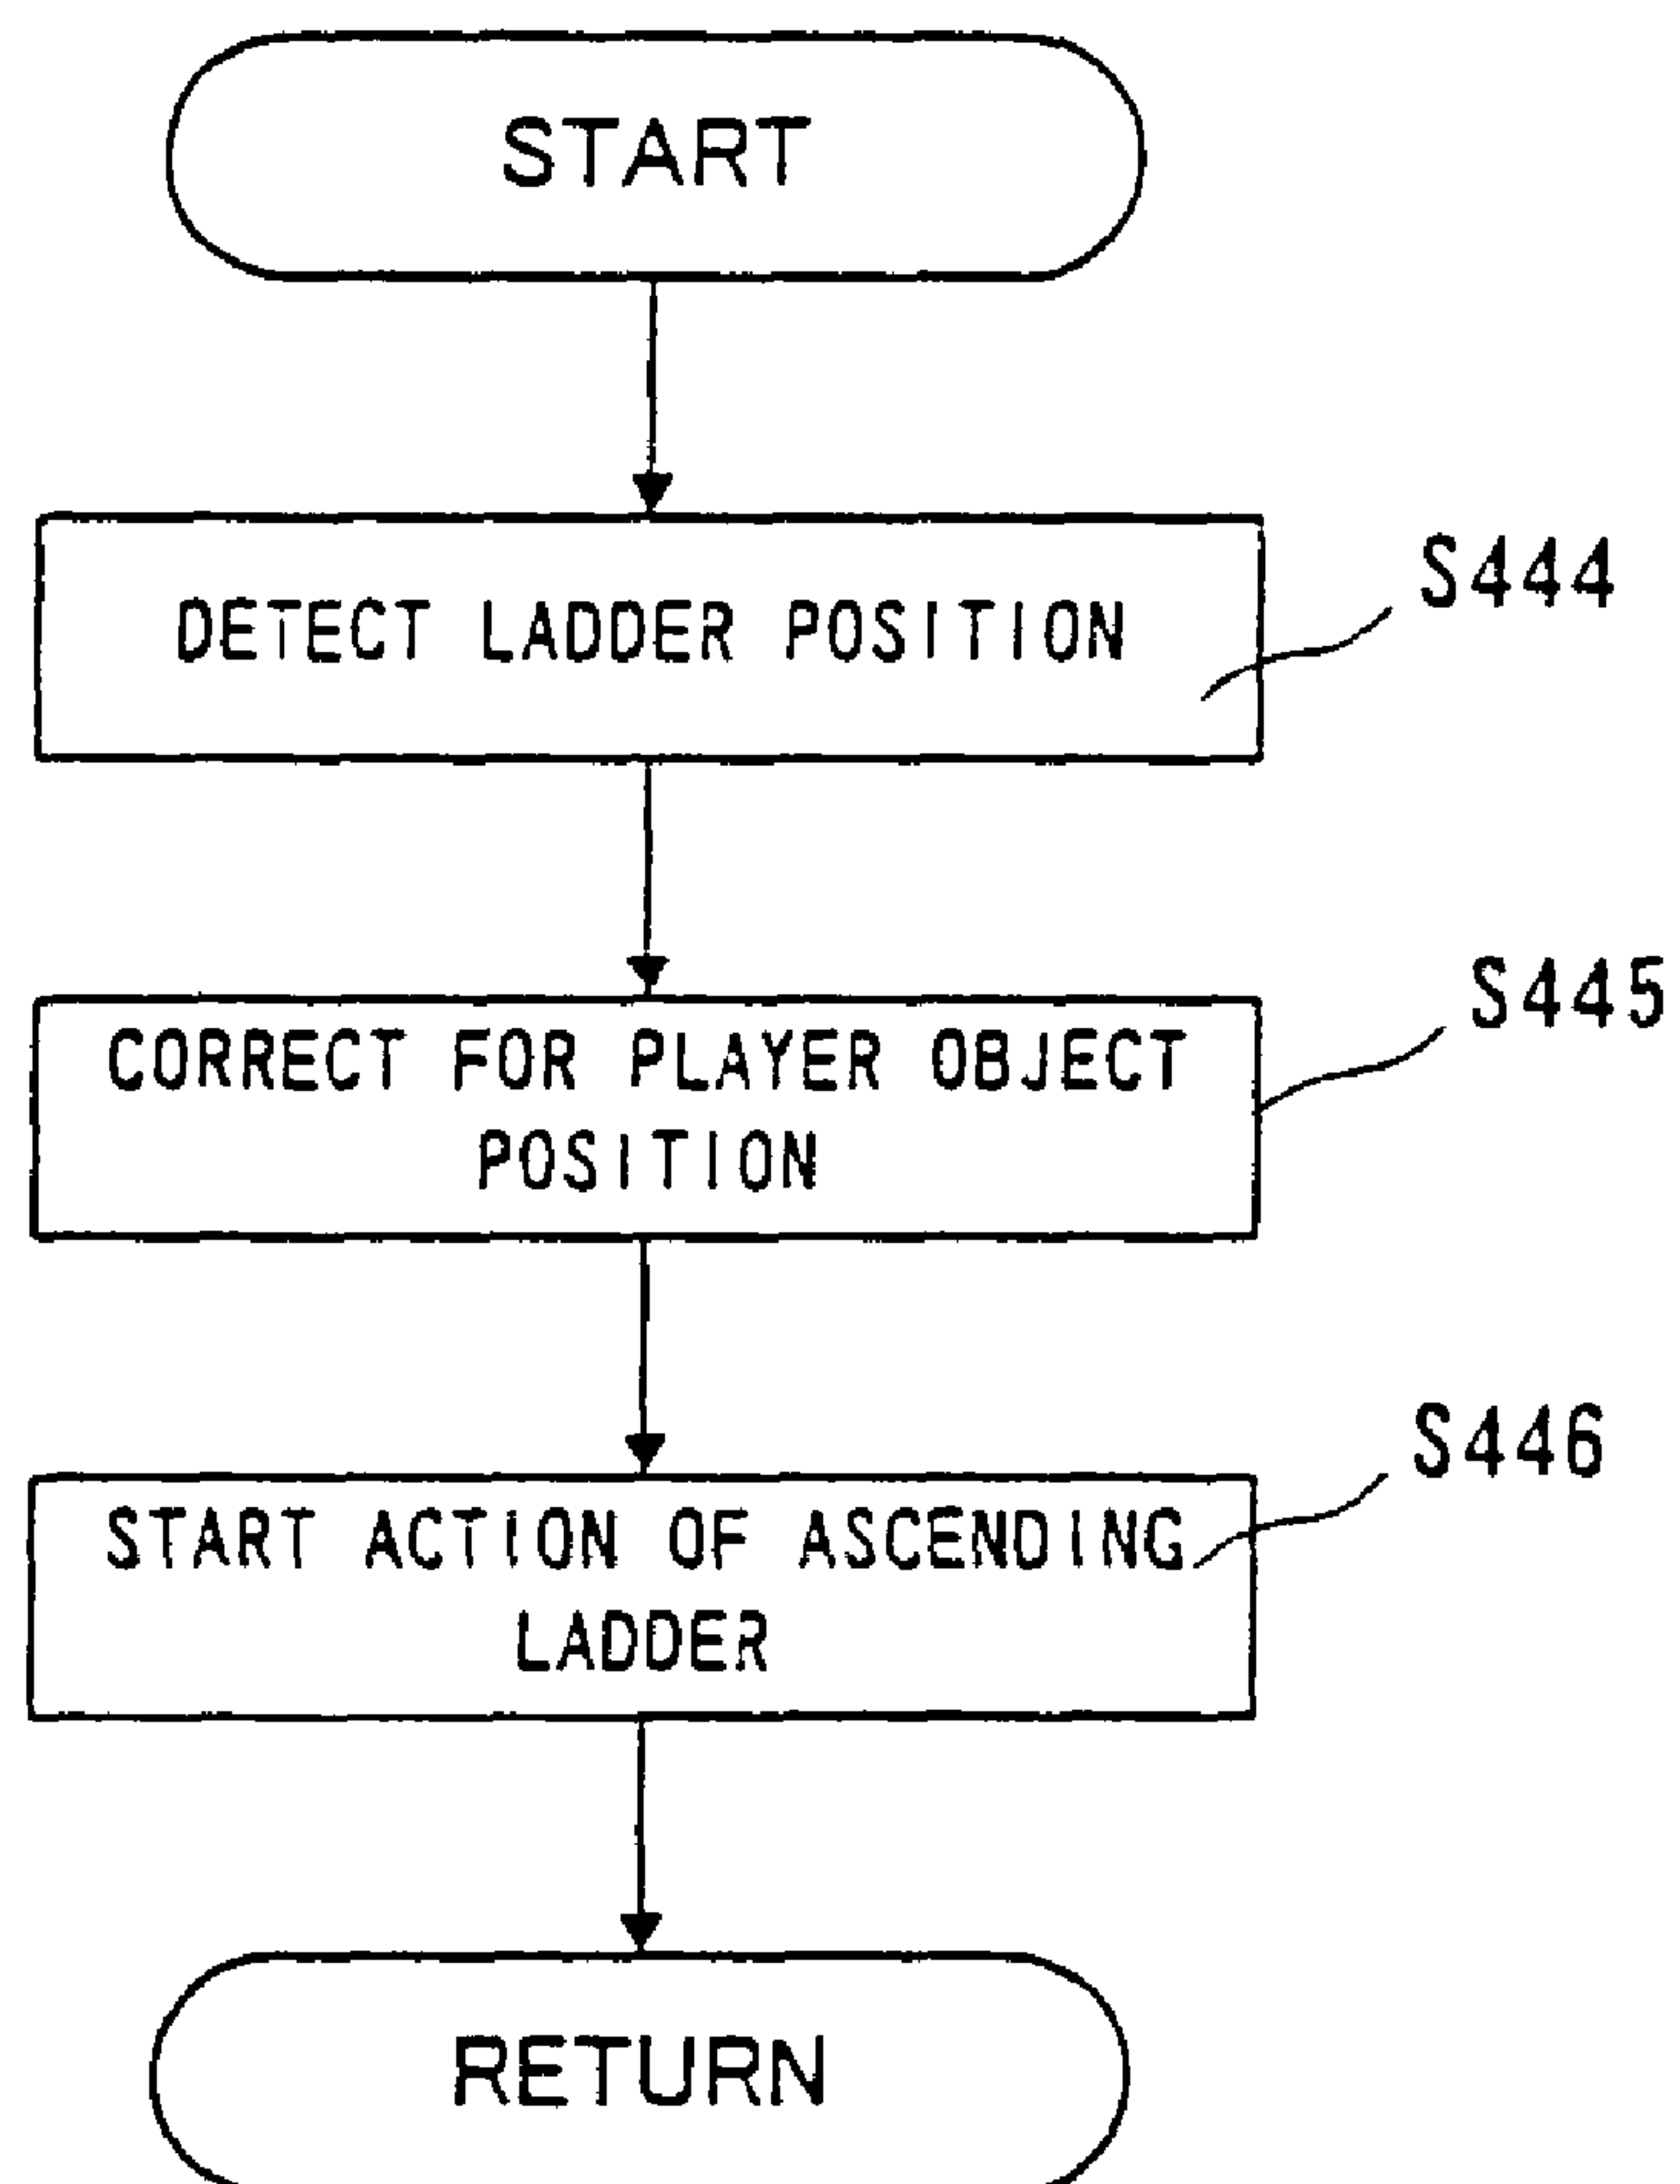 START
DETECT LADDER POSITION
S444
CORRECT FOR PLAYER OBJECT
POSITION
S445
START ACTION OF ASCENDING
LADDER
S446
RETURN